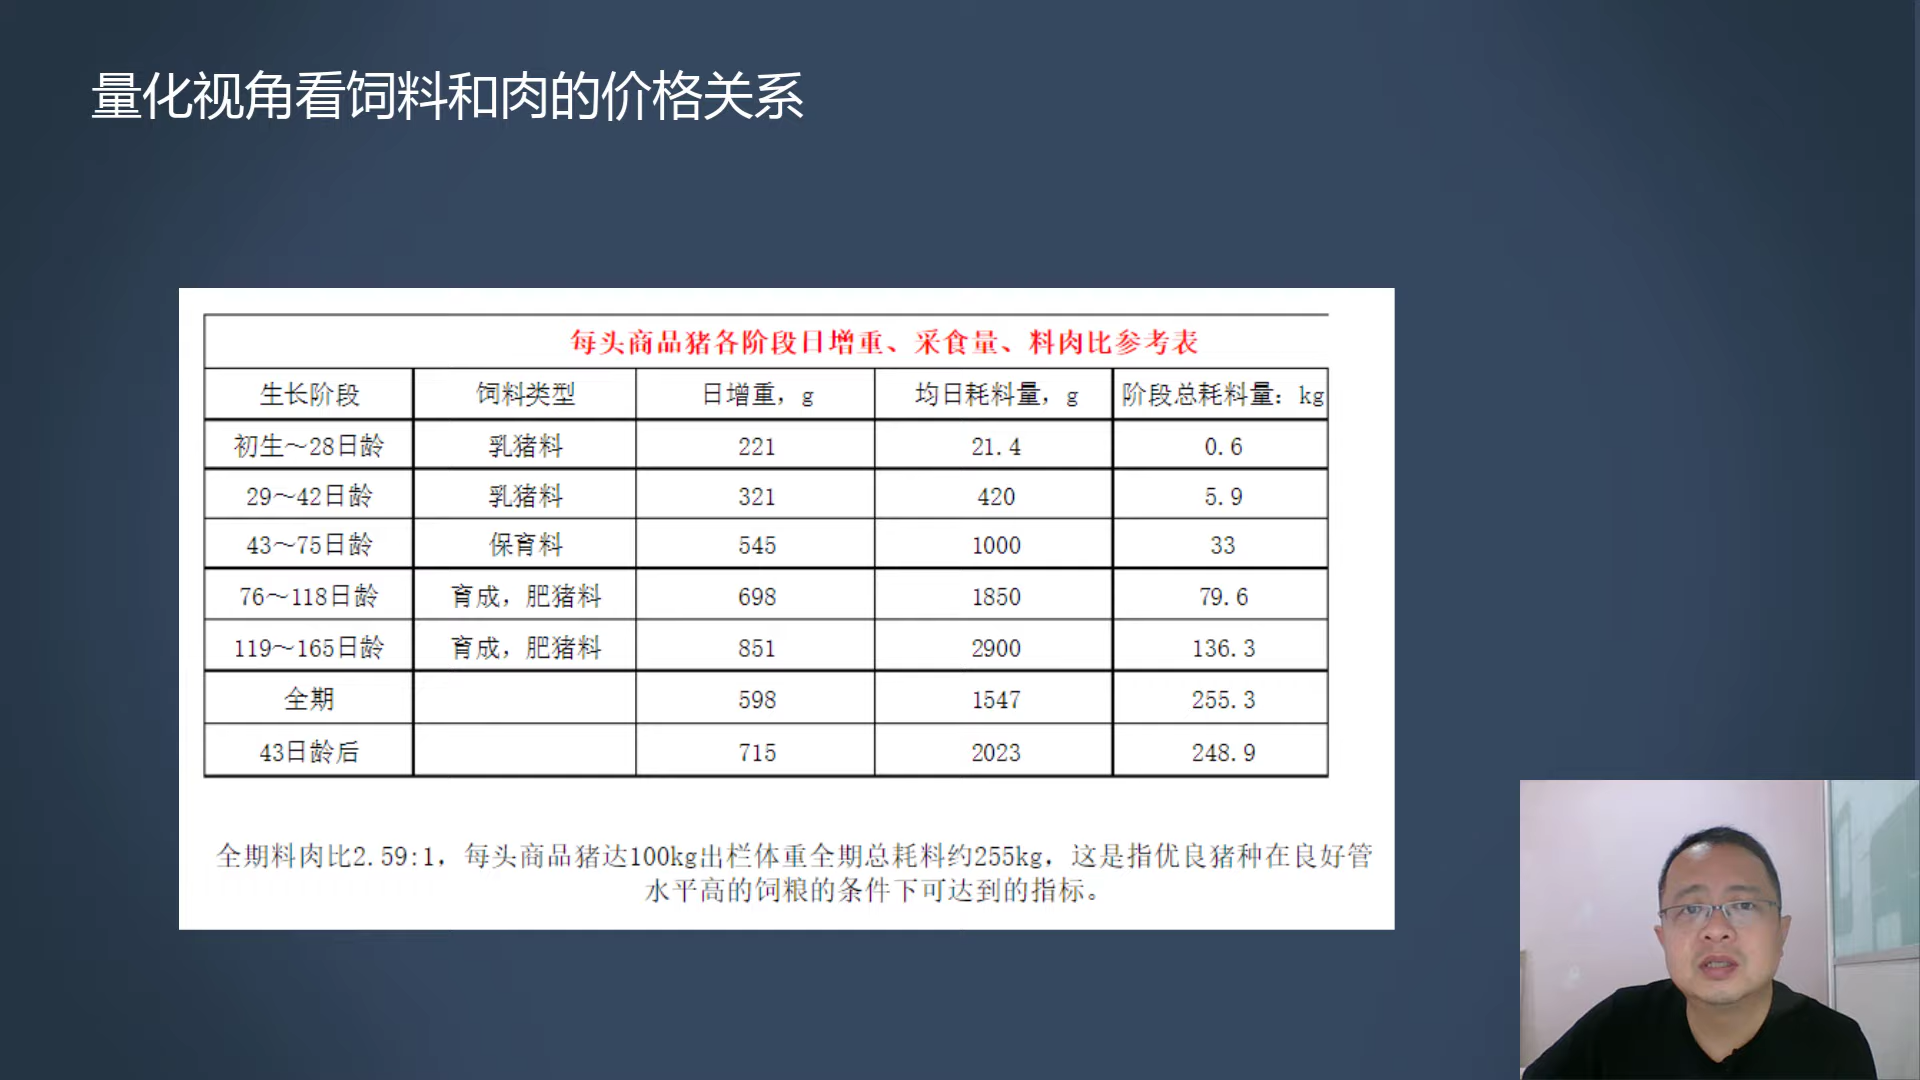 量化视角看饲料和肉的价格关系
每头商品猪各阶段日增重、采食量、料肉比参考表
生长阶段 饲料类型 日增重，g 均日耗料量，g 阶段总耗料量：kg
初生～28日龄 乳猪料 221 21.4 0.6
29～42日龄 乳猪料 321 420 5.9
43～75日龄 保育料 545 1000 33
76～118日龄 育成，肥猪料 698 1850 79.6
119～165日龄 育成，肥猪料 851 2900 136.3
全期 598 1547 255.3
43日龄后 715 2023 248.9
全期料肉比2.59:1，每头商品猪达100kg出栏体重全期总耗料约255kg，这是指优良猪种在良好管
水平高的饲粮的条件下可达到的指标。